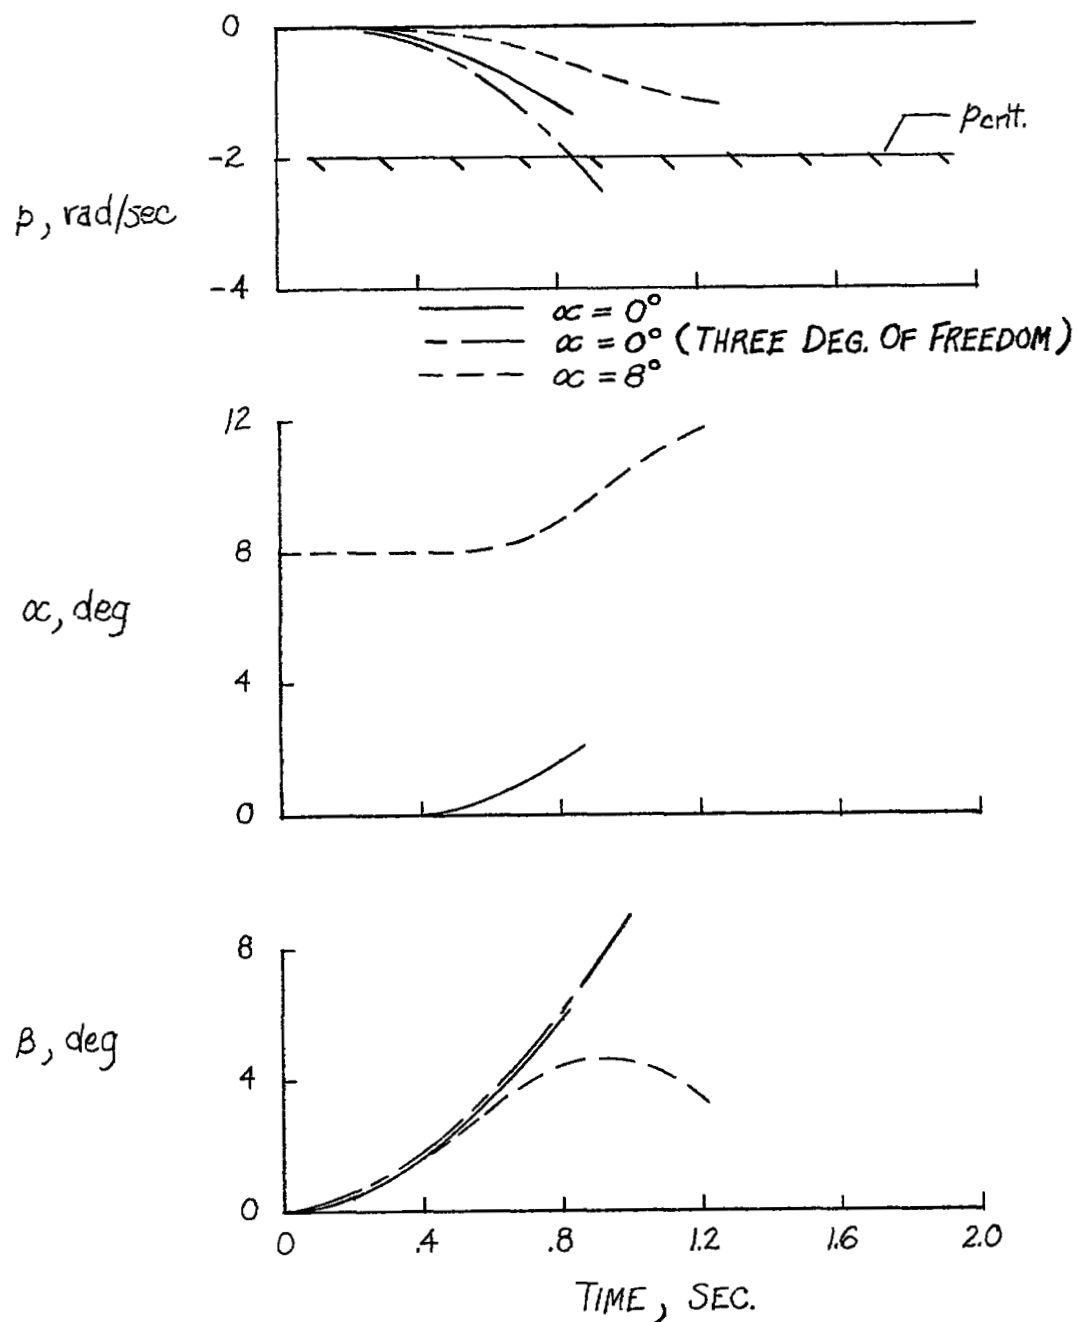 0
-2
Pcrit.
p, rad/sec
-4
α = 0°
α = 0° (THREE DEG. OF FREEDOM)
α = 8°
12
8
α, deg
4
0
8
β, deg
4
0
0 .4 .8 1.2 1.6 2.0
TIME, SEC.